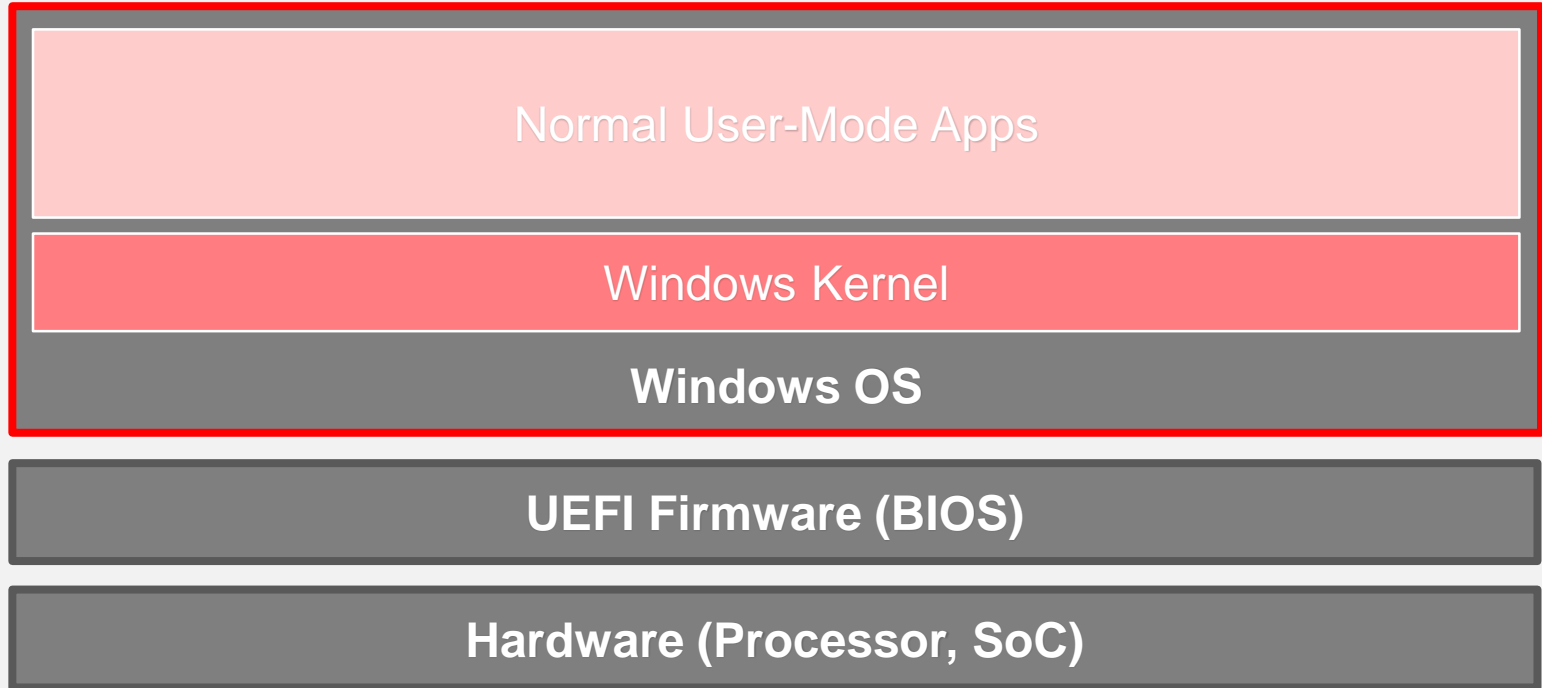 Normal User-Mode Apps
Windows Kernel
Windows OS
UEFI Firmware (BIOS)
Hardware (Processor, SoC)